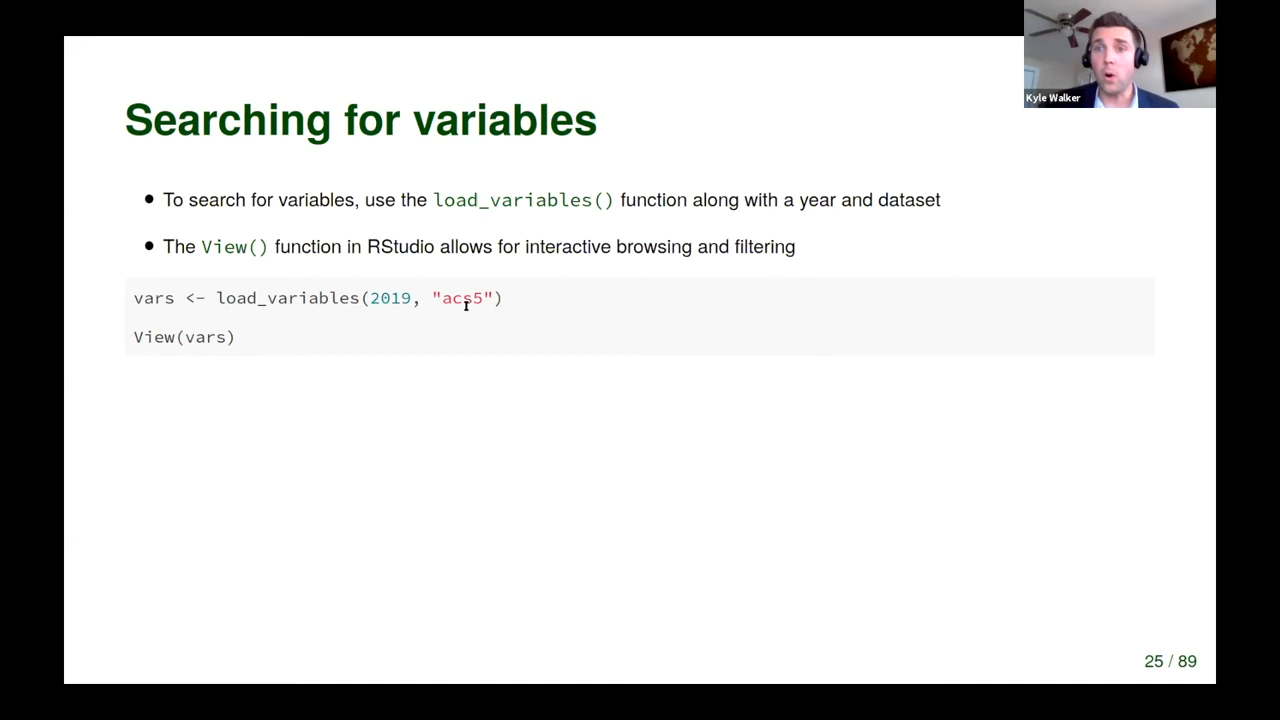 Kyle Walker
Searching for variables
● To search for variables, use the load_variables() function along with a year and dataset
● The View() function in RStudio allows for interactive browsing and filtering
vars <- load_variables(2019, "acs5")
View(vars)
25 / 89